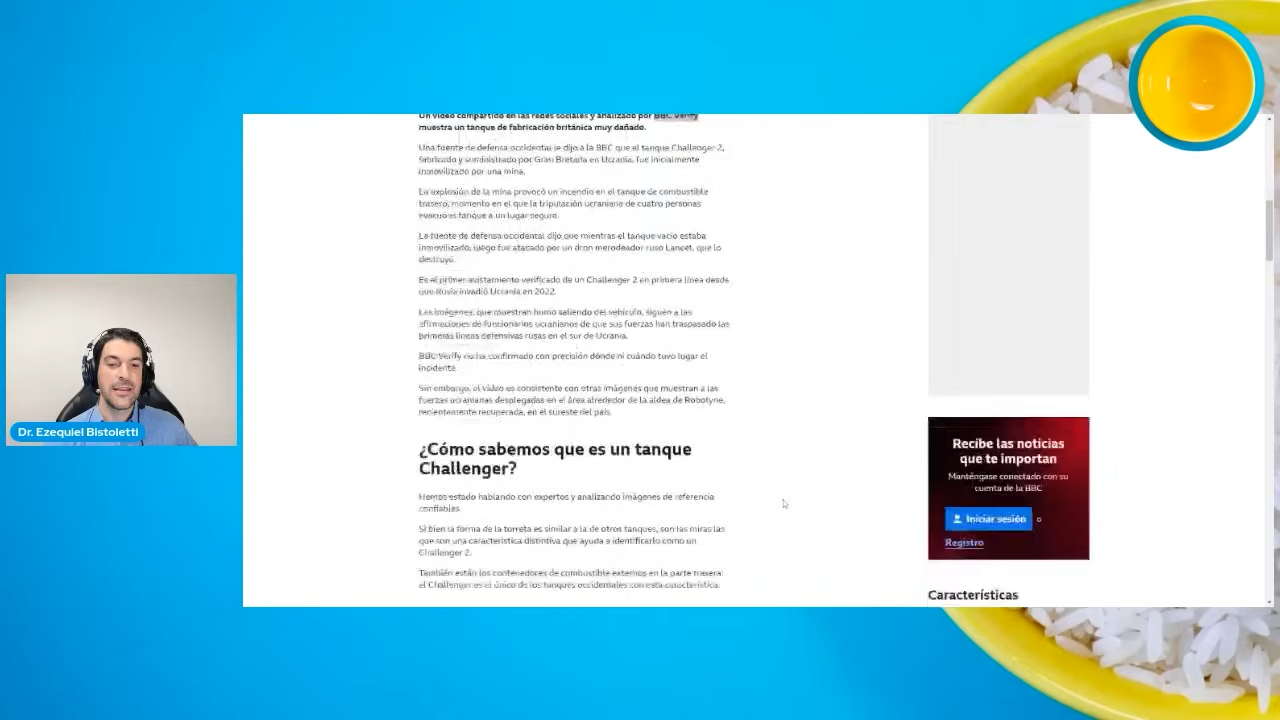 Un video compartido en las redes sociales y analizado por BBC Verify
muestra un tanque de fabricación británica muy dañado.
Una fuente de defensa occidental le dijo a la BBC que el tanque Challenger 2,
fabricado y suministrado por Gran Bretaña en Ucrania, fue inicialmente
inmovilizado por una mina.
La explosión de la mina provocó un incendio en el tanque de combustible
trasero, momento en el que la tripulación ucraniana de cuatro personas
evacuó el tanque a un lugar seguro.
La fuente de defensa occidental dijo que mientras el tanque vacío estaba
inmovilizado, luego fue atacado por un dron merodeador ruso Lancet, que lo
destruyó.
Es el primer avistamiento verificado de un Challenger 2 en primera línea desde
que Rusia invadió Ucrania en 2022.
Las imágenes, que muestran humo saliendo del vehículo, siguen a las
afirmaciones de funcionarios ucranianos de que sus fuerzas han traspasado las
primeras líneas defensivas rusas en el sur de Ucrania.
BBC Verify no ha confirmado con precisión dónde ni cuándo tuvo lugar el
incidente.
Sin embargo, el video es consistente con otras imágenes que muestran a las
fuerzas ucranianas desplegadas en el área alrededor de la aldea de Robotyne,
recientemente recuperada, en el sureste del país.
¿Cómo sabemos que es un tanque
Challenger?
Hemos estado hablando con expertos y analizando imágenes de referencia
confiables.
Si bien la forma de la torreta es similar a la de otros tanques, son las miras las
que son una característica distintiva que ayuda a identificarlo como un
Challenger 2.
También están los contenedores de combustible externos en la parte trasera:
el Challenger es el único de los tanques occidentales con esta característica.
Recibe las noticias
que te importan
Manténgase conectado con su
cuenta de la BBC
Iniciar sesión o
Registro
Características
Dr. Ezequiel Bistoletti